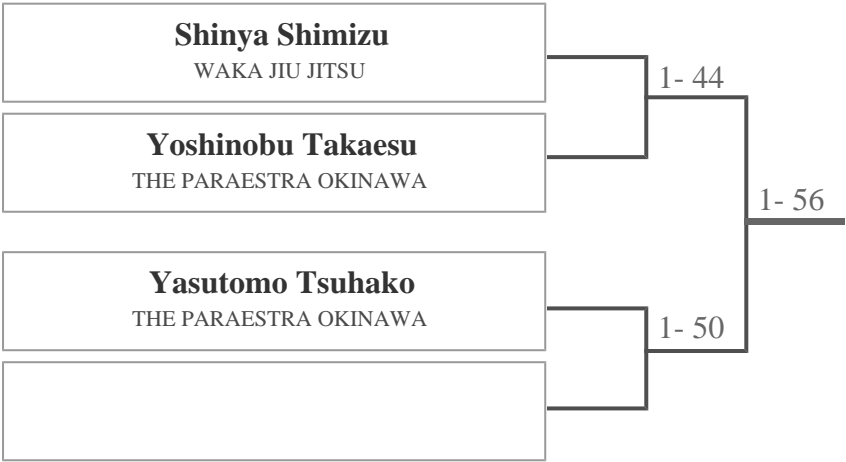 Shinya Shimizu
WAKA JIU JITSU
1- 44
Yoshinobu Takaesu
THE PARAESTRA OKINAWA
1- 56
Yasutomo Tsuhako
THE PARAESTRA OKINAWA
1- 50